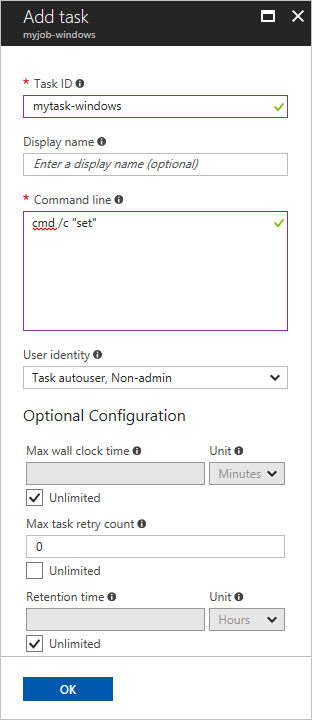 Add task
myjob-windows
* Task ID
mytask-windows
Display name
Enter a display name (optional)
* Command line
cmd /c "set"
User identity
Task autouser, Non-admin
Optional Configuration
Max wall clock time Unit
Minutes
Unlimited
Max task retry count
0
Unlimited
Retention time Unit
Hours
Unlimited
OK